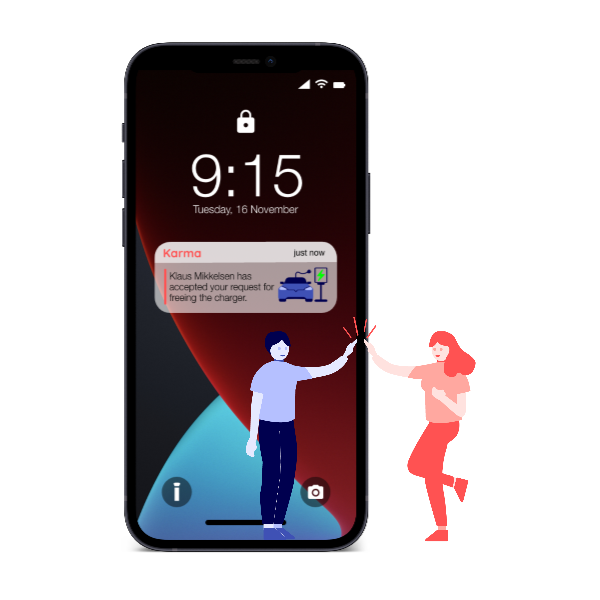 9:15
Tuesday, 16 November
Karma just now
Klaus Mikkelsen has
accepted your request for
freeing the charger.